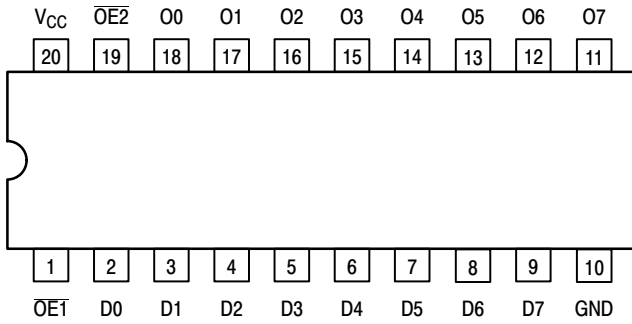 VCC O̅E̅2̅ O0 O1 O2 O3 O4 O5 O6 O7
20 19 18 17 16 15 14 13 12 11
1 2 3 4 5 6 7 8 9 10
O̅E̅1̅ D0 D1 D2 D3 D4 D5 D6 D7 GND